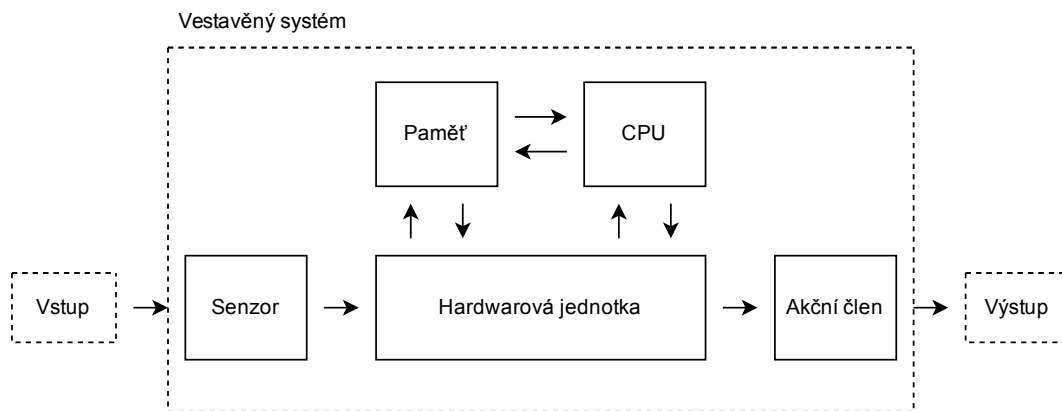 Vestavěný systém
Paměť
CPU
Vstup
Senzor
Hardwarová jednotka
Akční člen
Výstup